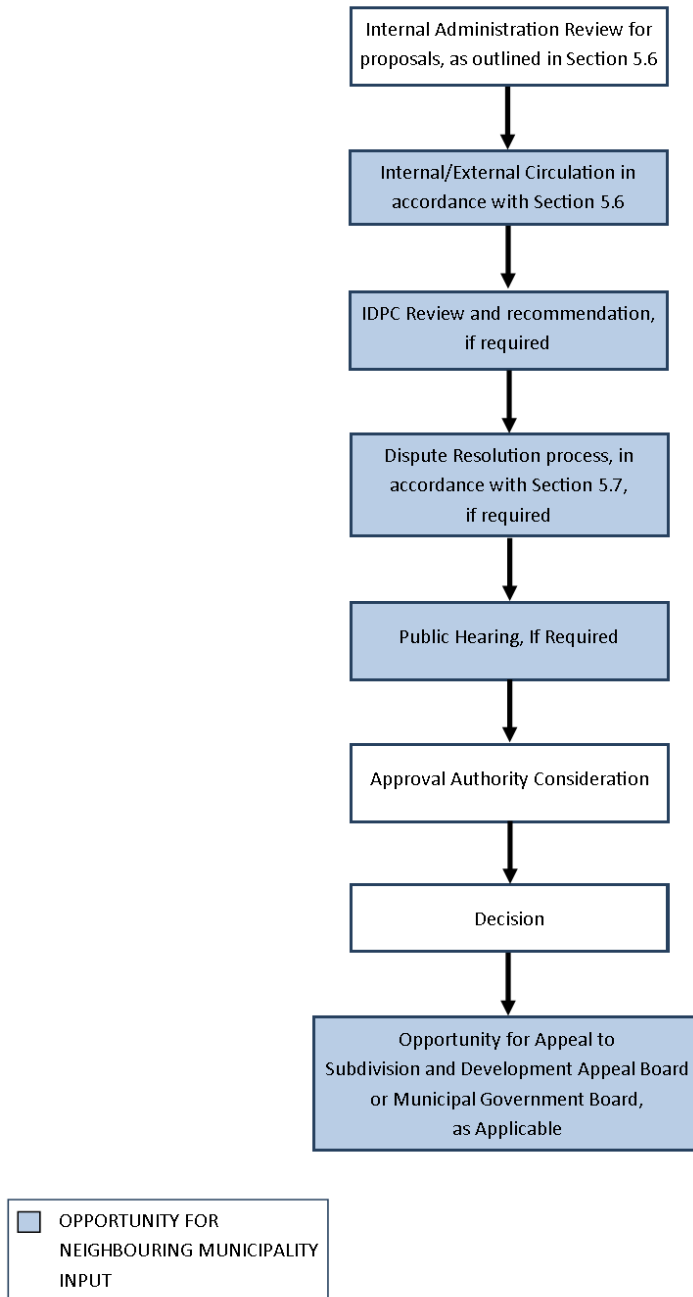 Internal Administration Review for
proposals, as outlined in Section 5.6
Internal/External Circulation in
accordance with Section 5.6
IDPC Review and recommendation,
if required
Dispute Resolution process, in
accordance with Section 5.7,
if required
Public Hearing, If Required
Approval Authority Consideration
Decision
Opportunity for Appeal to
Subdivision and Development Appeal Board
or Municipal Government Board,
as Applicable
OPPORTUNITY FOR
NEIGHBOURING MUNICIPALITY
INPUT